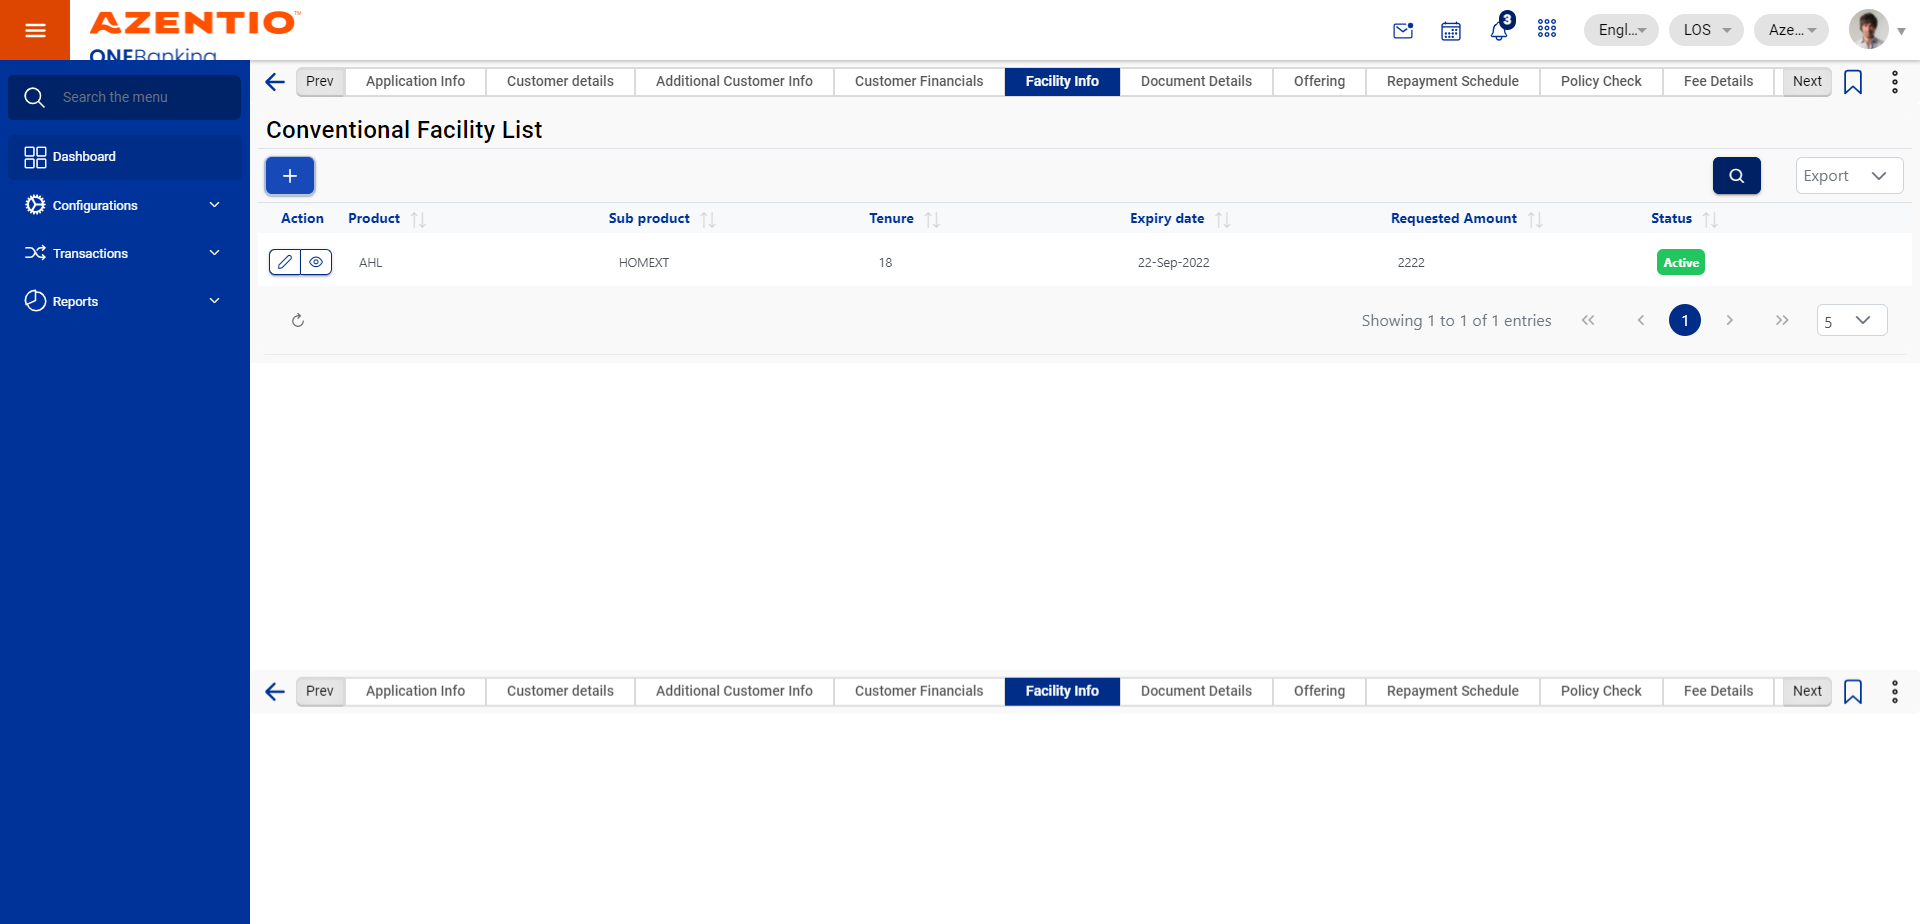 AZENTIO™
ONEBanking
3
Engl...
LOS
Aze...
Search the menu
Dashboard
Configurations
Transactions
Reports
Prev
Application Info
Customer details
Additional Customer Info
Customer Financials
Facility Info
Document Details
Offering
Repayment Schedule
Policy Check
Fee Details
Next
Conventional Facility List
+
Export
Action
Product
Sub product
Tenure
Expiry date
Requested Amount
Status
AHL
HOMEXT
18
22-Sep-2022
2222
Active
Showing 1 to 1 of 1 entries
1
5
Prev
Application Info
Customer details
Additional Customer Info
Customer Financials
Facility Info
Document Details
Offering
Repayment Schedule
Policy Check
Fee Details
Next